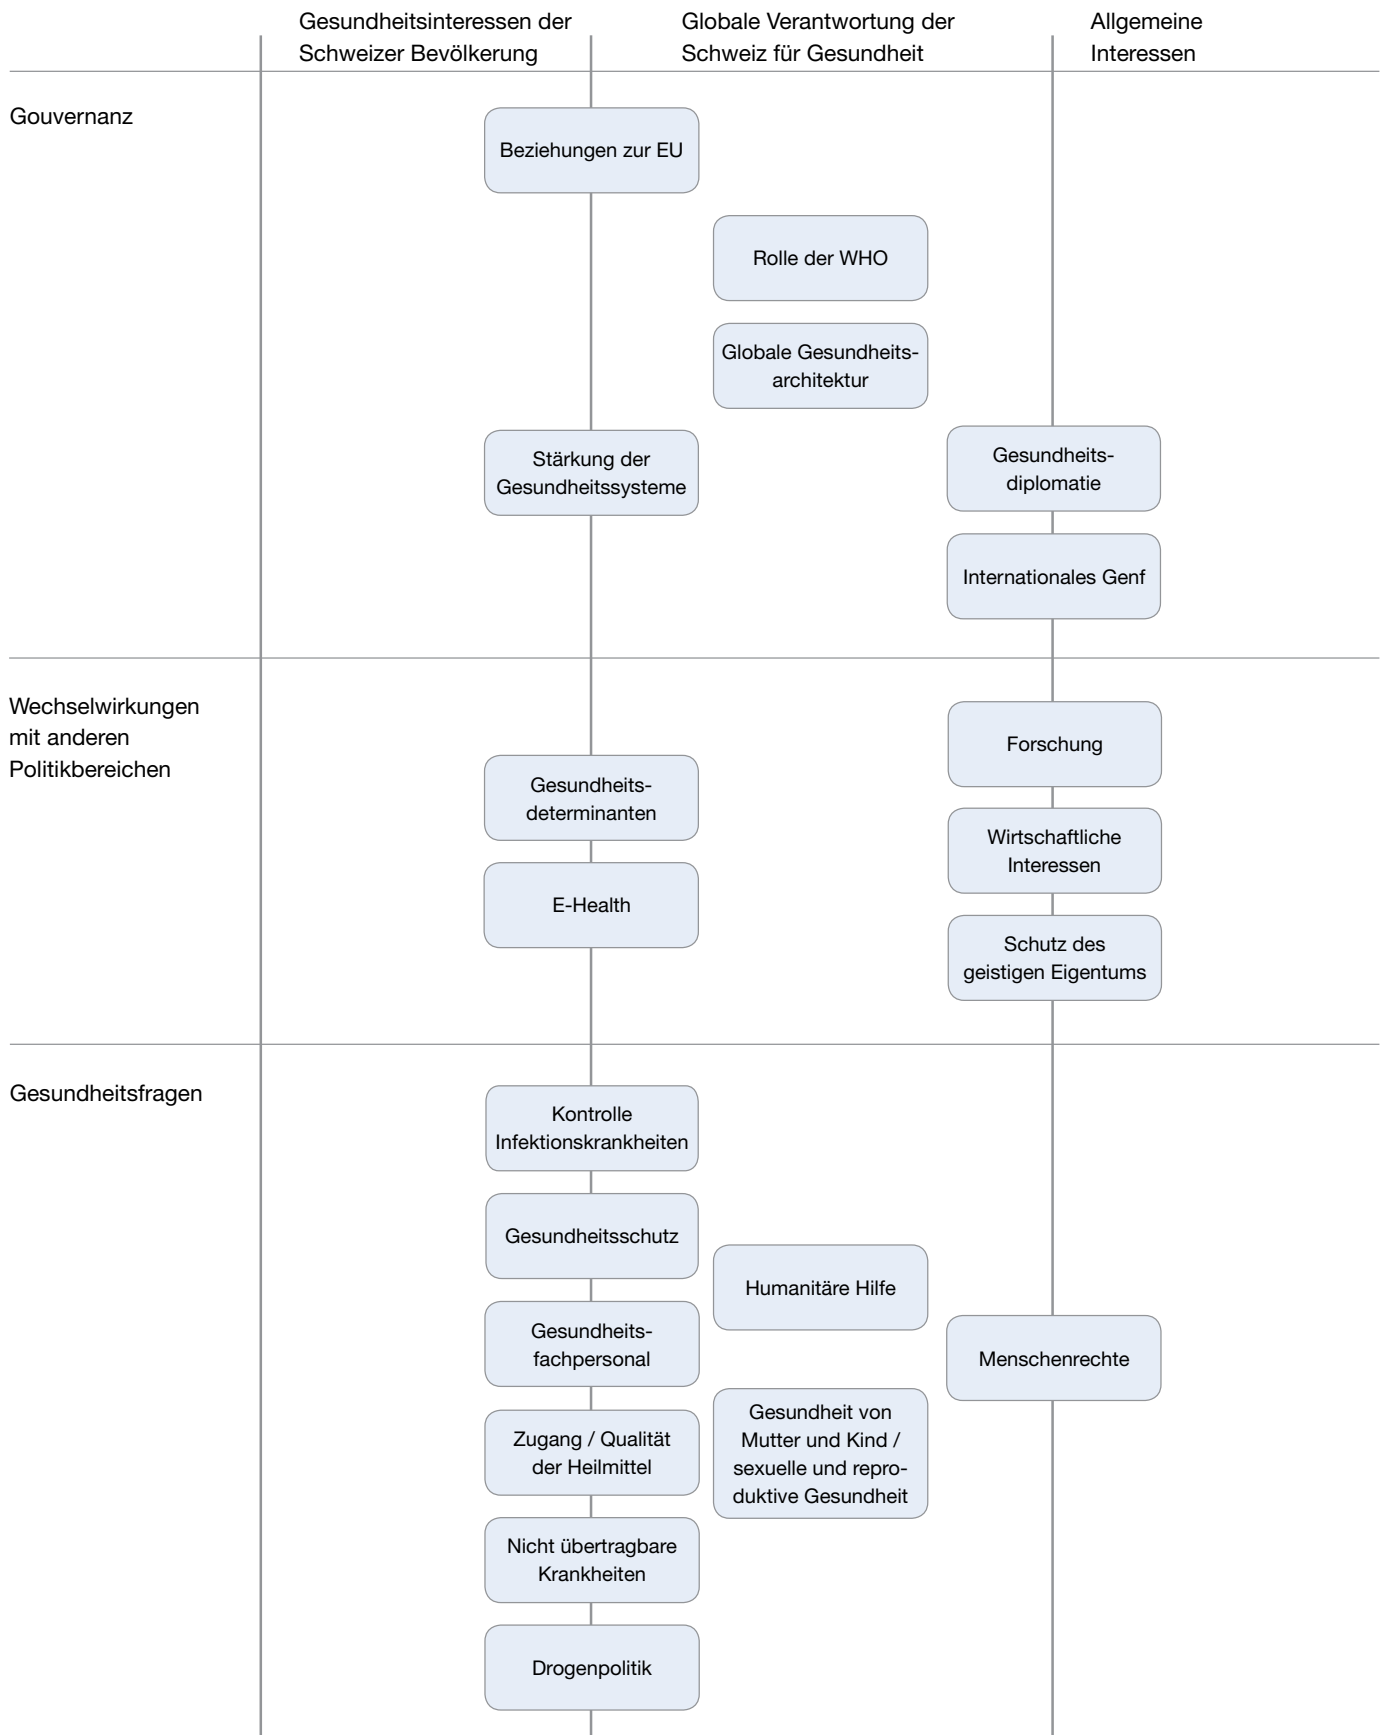 Gesundheitsinteressen der
Schweizer Bevölkerung
Globale Verantwortung der
Schweiz für Gesundheit
Allgemeine
Interessen
Gouvernanz
Beziehungen zur EU
Rolle der WHO
Globale Gesundheits-
architektur
Stärkung der
Gesundheitssysteme
Gesundheits-
diplomatie
Internationales Genf
Wechselwirkungen
mit anderen
Politikbereichen
Forschung
Gesundheits-
determinanten
Wirtschaftliche
Interessen
E-Health
Schutz des
geistigen Eigentums
Gesundheitsfragen
Kontrolle
Infektionskrankheiten
Gesundheitsschutz
Humanitäre Hilfe
Gesundheits-
fachpersonal
Menschenrechte
Zugang / Qualität
der Heilmittel
Gesundheit von
Mutter und Kind /
sexuelle und repro-
duktive Gesundheit
Nicht übertragbare
Krankheiten
Drogenpolitik